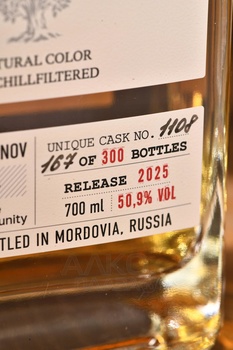 TURAL COLOR
CHILLFILTERED
NOV
UNIQUE CASK NO. 1108
167 OF 300 BOTTLES
RELEASE 2025
700 ml 50,9% VOL
unity
TLED IN MORDOVIA, RUSSIA